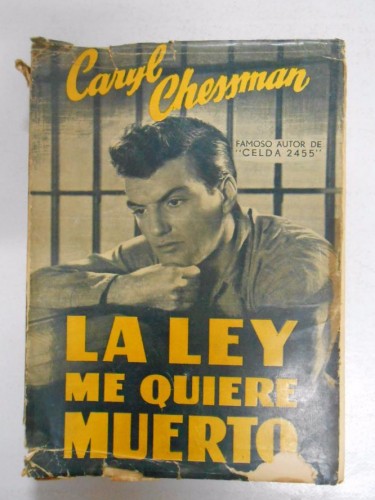 Caryl
Chessman
FAMOSO AUTOR DE
"CELDA 2455"
LA LEY
ME QUIERE
MUERTO